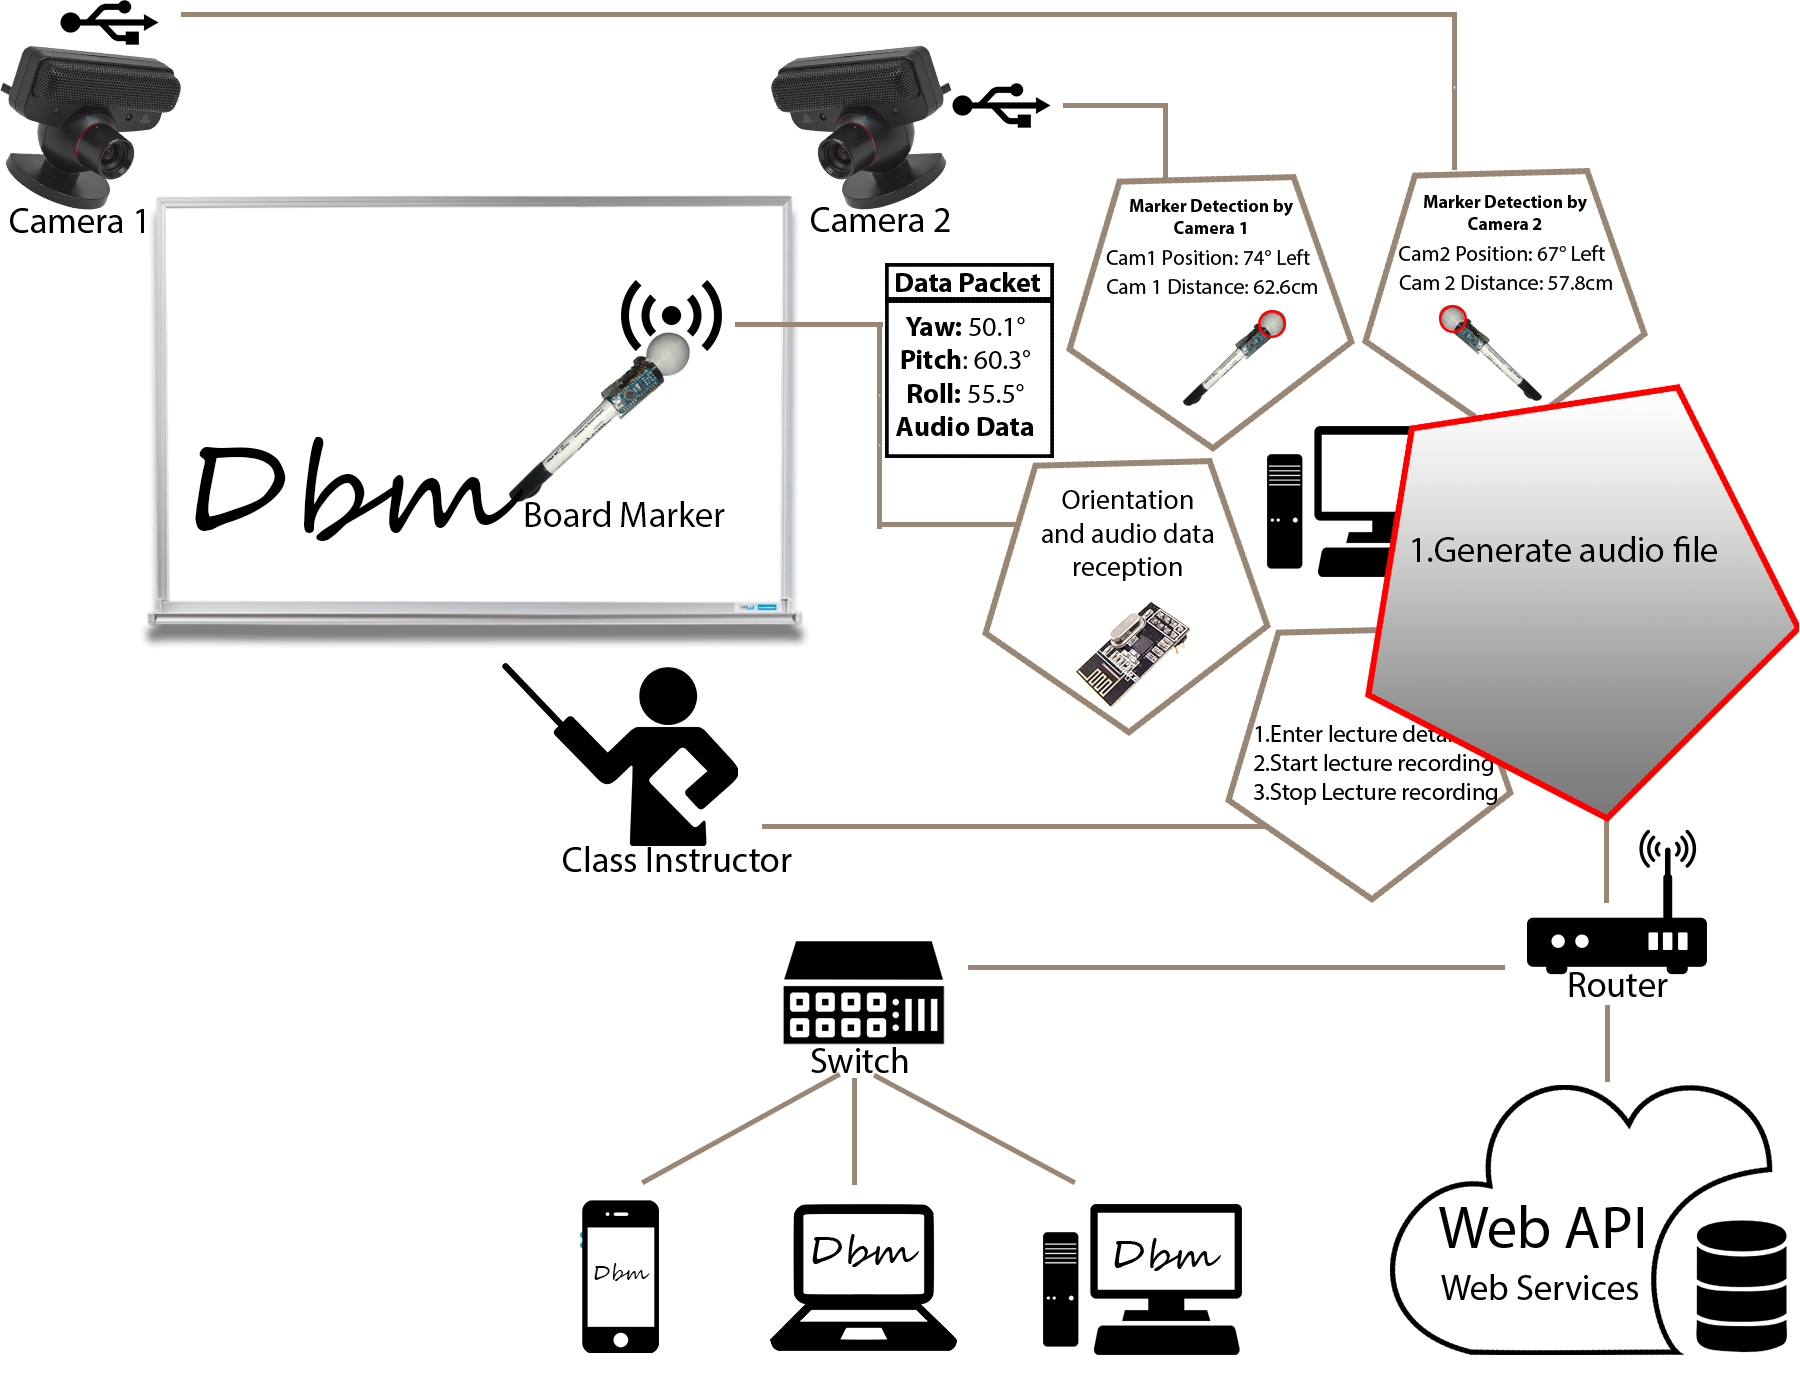 Camera 1
Camera 2
Marker Detection by
Camera 1
Cam1 Position: 74° Left
Cam 1 Distance: 62.6cm
Marker Detection by
Camera 2
Cam2 Position: 67° Left
Cam 2 Distance: 57.8cm
Data Packet
Yaw: 50.1°
Pitch: 60.3°
Roll: 55.5°
Audio Data
Dbm
Board Marker
Orientation
and audio data
reception
1.Generate audio file
1.Enter lecture
2.Start lecture recording
3.Stop Lecture recording
Class Instructor
Router
Switch
Dbm
Dbm
Dbm
Web API
Web Services